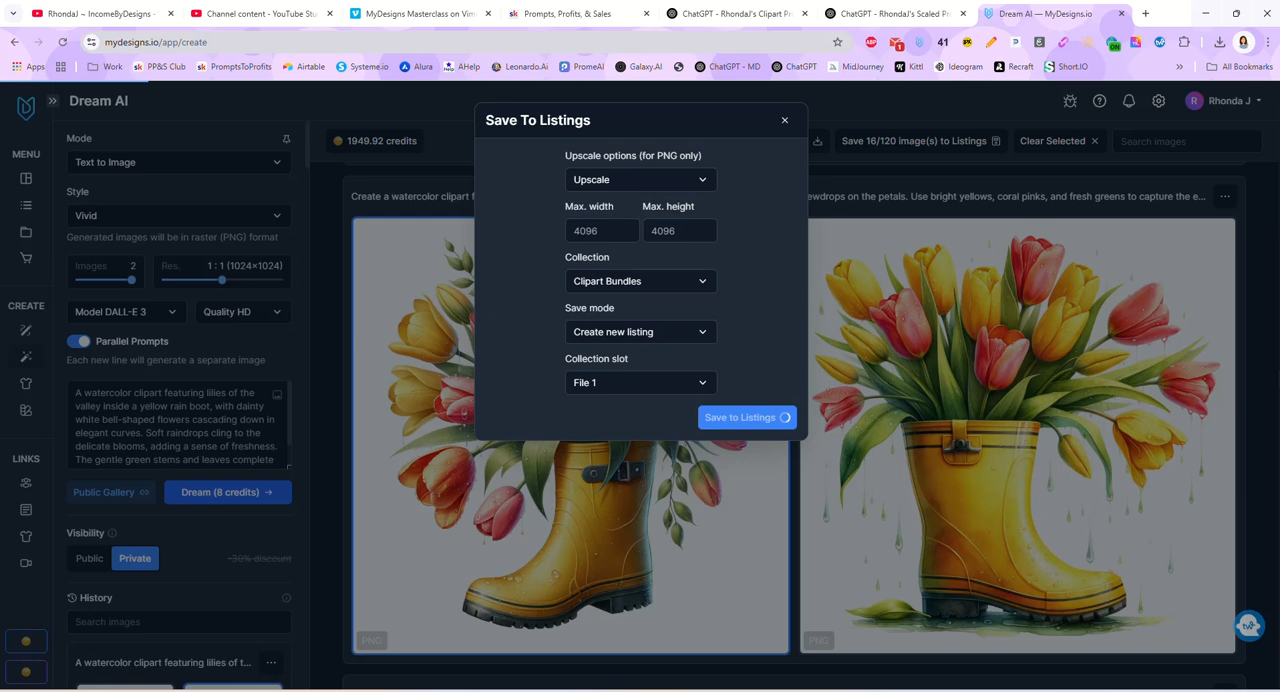 RhondaJ ~ IncomeByDesigns -
Channel content - YouTube Stu
MyDesigns Masterclass on Vim
Prompts, Profits, & Sales
ChatGPT - RhondaJ's Clipart Pr
ChatGPT - RhondaJ's Scaled Pr
Dream AI — MyDesigns.io
mydesigns.io/app/create
41
Apps
Work
PP&S Club
PromptsToProfits
Airtable
Systeme.io
Alura
AHelp
Leonardo.Ai
PromeAI
Galaxy.AI
ChatGPT - MD
ChatGPT
MidJourney
Kittl
Ideogram
Recraft
Short.IO
All Bookmarks
Dream AI
Rhonda J
MENU
CREATE
LINKS
Mode
Text to Image
Style
Vivid
Generated images will be in raster (PNG) format
Images 2
Res. 1 : 1 (1024×1024)
Model DALL-E 3
Quality HD
Parallel Prompts
Each new line will generate a separate image
A watercolor clipart featuring lilies of the
valley inside a yellow rain boot, with dainty
white bell-shaped flowers cascading down in
elegant curves. Soft raindrops cling to the
delicate blooms, adding a sense of freshness.
The gentle green stems and leaves complete
Public Gallery
Dream (8 credits) →
Visibility
Public
Private
-30% discount
History
Search images
A watercolor clipart featuring lilies of t...
1949.92 credits
Save 16/120 image(s) to Listings
Clear Selected
Search images
Create a watercolor clipart f
ewdrops on the petals. Use bright yellows, coral pinks, and fresh greens to capture the e...
PNG
PNG
Save To Listings
Upscale options (for PNG only)
Upscale
Max. width
Max. height
4096
4096
Collection
Clipart Bundles
Save mode
Create new listing
Collection slot
File 1
Save to Listings